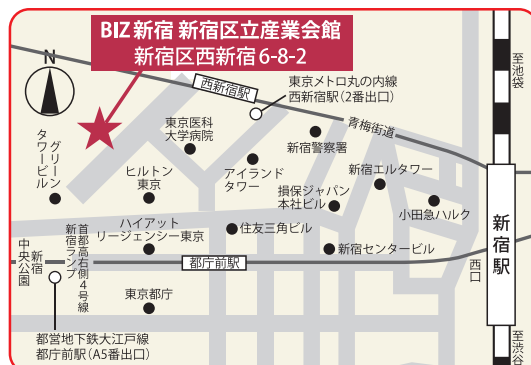 BIZ新宿 新宿区立産業会館
新宿区西新宿6-8-2
N
西新宿駅
東京メトロ丸の内線
西新宿駅(2番出口)
青梅街道
至池袋
東京医科
大学病院
新宿警察署
グリーン
タワービル
ヒルトン
東京
アイランド
タワー
新宿エルタワー
損保ジャパン
本社ビル
小田急ハルク
新宿駅
ハイアット
リージェンシー東京
住友三角ビル
新宿センタービル
西口
新宿
中央公園
首都高右側4号線
新宿ランプ
都庁前駅
東京都庁
都営地下鉄大江戸線
都庁前駅(A5番出口)
至渋谷